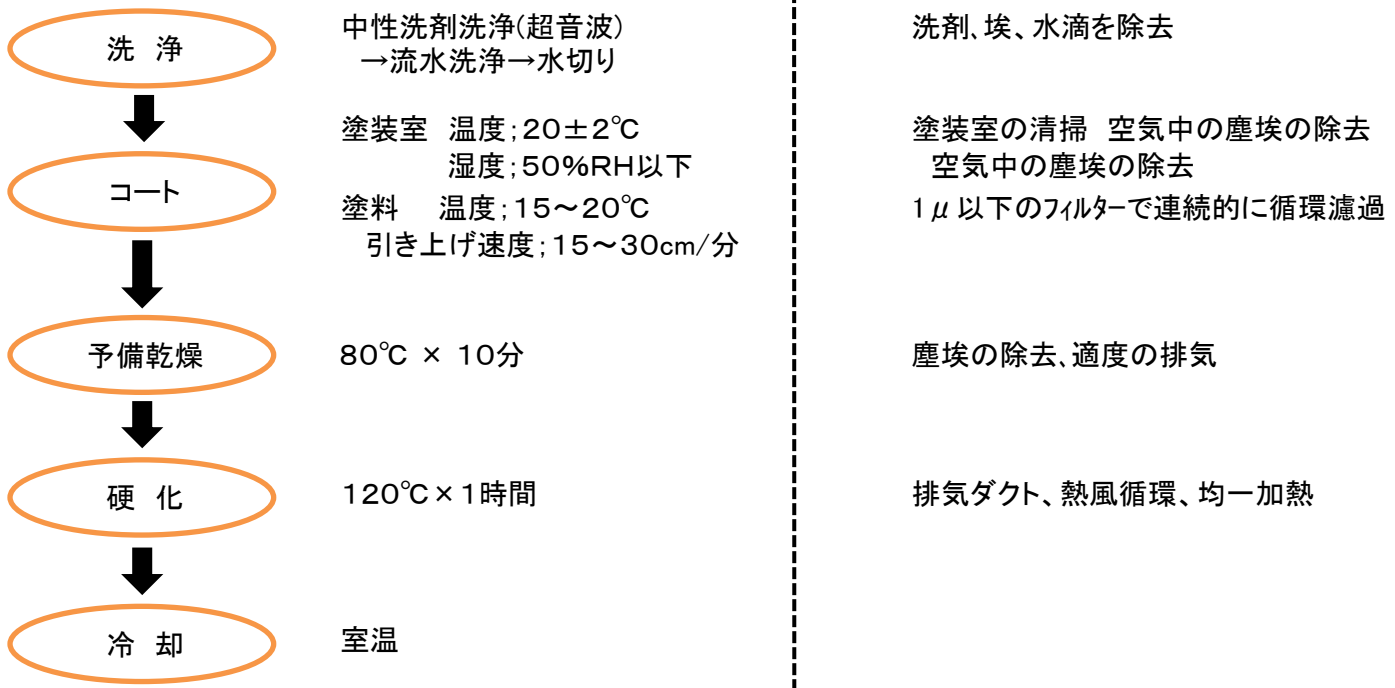 洗 浄
中性洗剤洗浄(超音波)
→流水洗浄→水切り
洗剤、埃、水滴を除去
コート
塗装室 温度;20±2℃
湿度;50%RH以下
塗料 温度;15～20℃
引き上げ速度;15～30cm/分
塗装室の清掃 空気中の塵埃の除去
空気中の塵埃の除去
1μ以下のフィルターで連続的に循環濾過
予備乾燥
80℃ × 10分
塵埃の除去、適度の排気
硬 化
120℃×1時間
排気ダクト、熱風循環、均一加熱
冷 却
室温